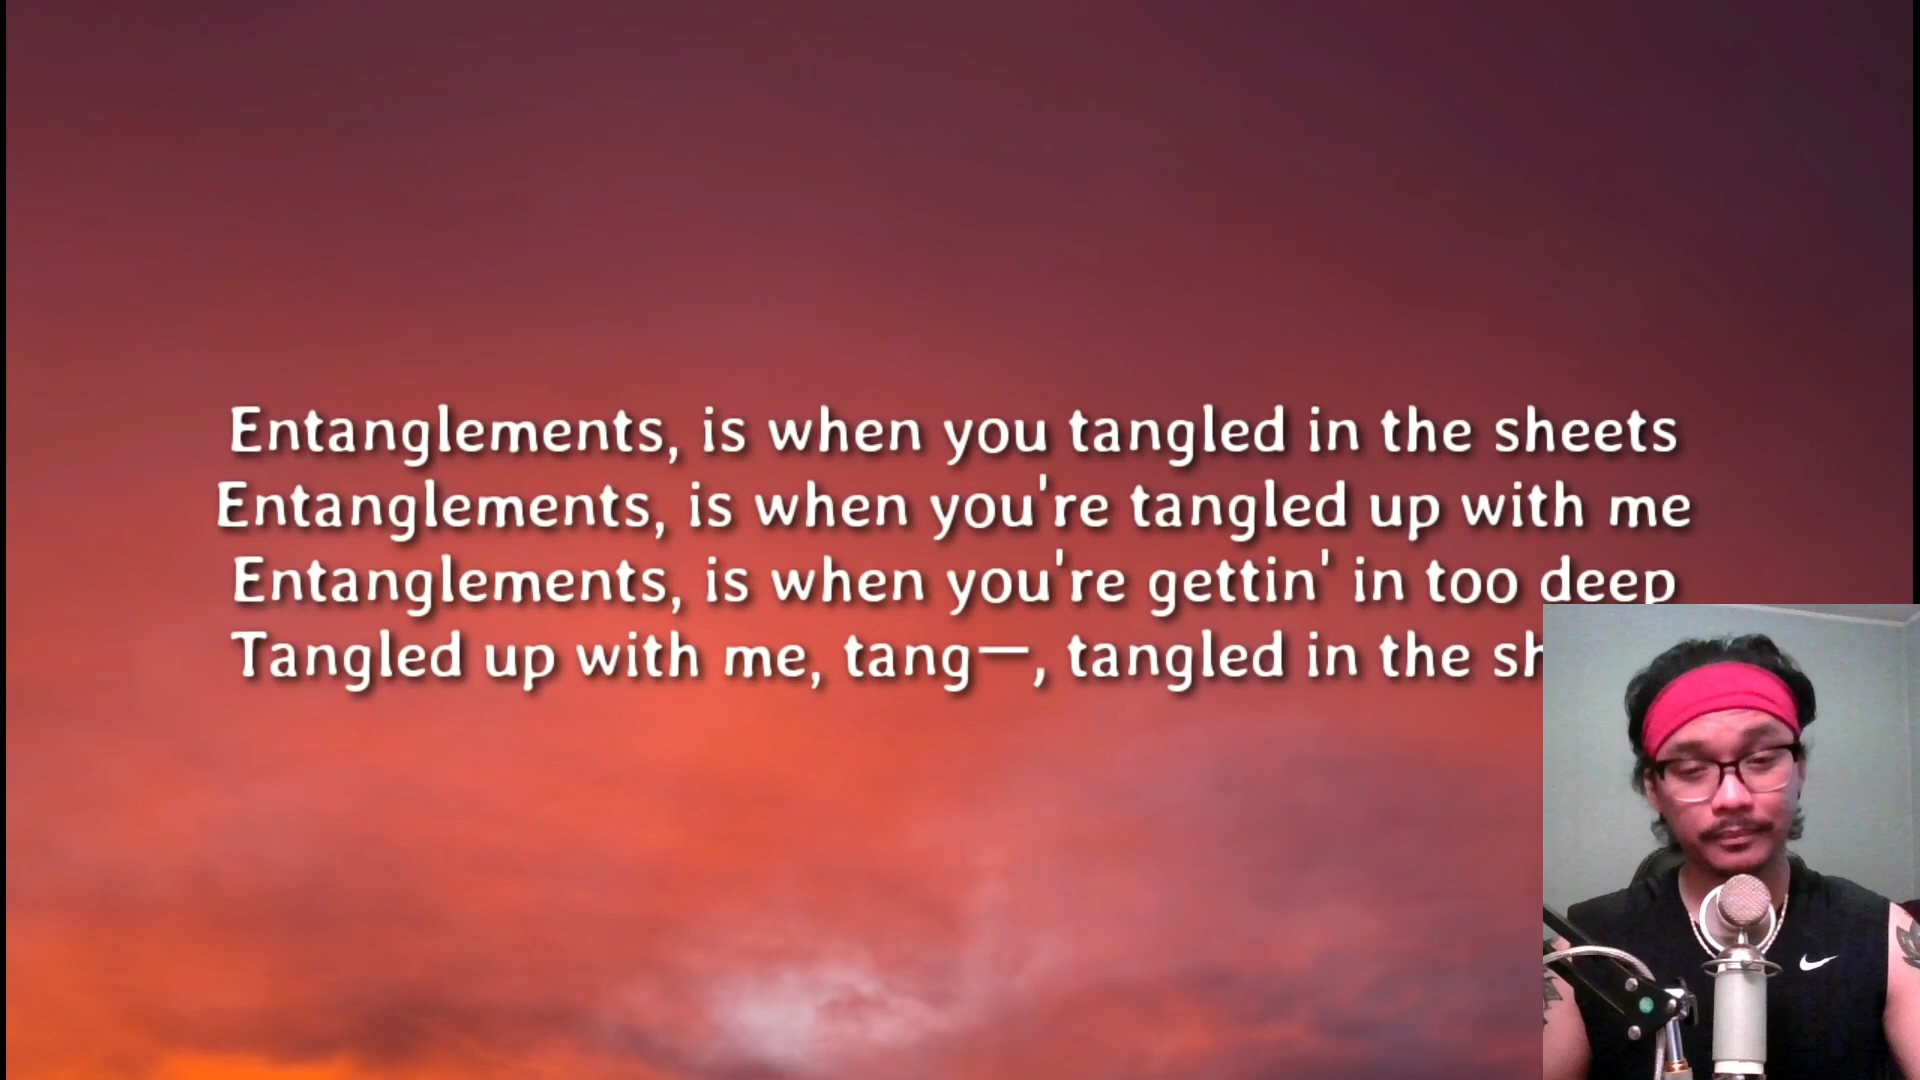 Entanglements, is when you tangled in the sheets
Entanglements, is when you're tangled up with me
Entanglements, is when you're gettin' in too deep
Tangled up with me, tang—, tangled in the sh